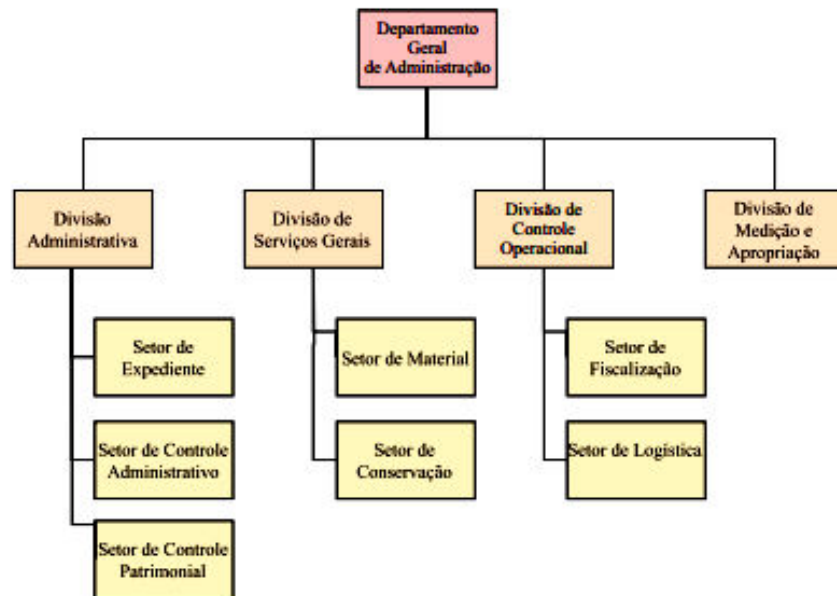 Departamento
Geral
de Administração
Divisão
Administrativa
Divisão de
Serviços Gerais
Divisão de
Controle
Operacional
Divisão de
Medição e
Apropriação
Setor de
Expediente
Setor de Controle
Administrativo
Setor de Controle
Patrimonial
Setor de Material
Setor de
Conservação
Setor de
Fiscalização
Setor de Logística